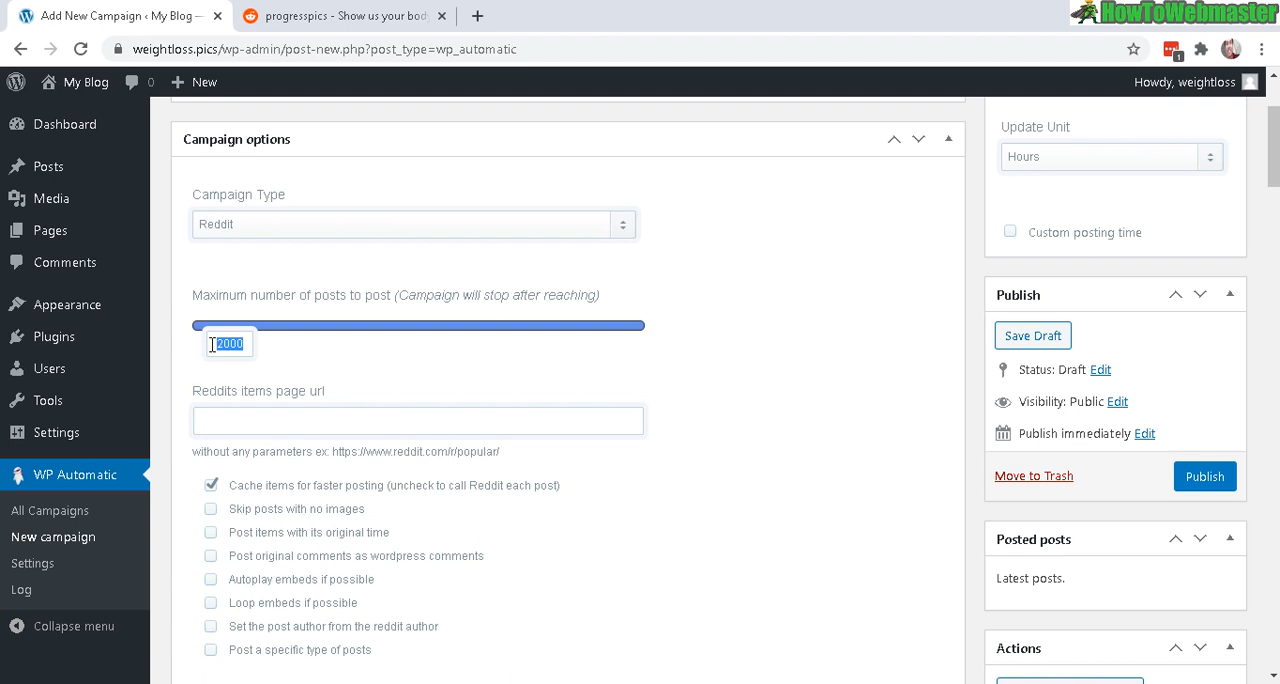 Add New Campaign ‹ My Blog —
progresspics - Show us your body
HowToWebmaster
weightloss.pics/wp-admin/post-new.php?post_type=wp_automatic
1
My Blog
0
New
Howdy, weightloss
Dashboard
Posts
Media
Pages
Comments
Appearance
Plugins
Users
Tools
Settings
WP Automatic
All Campaigns
New campaign
Settings
Log
Collapse menu
Campaign options
Campaign Type
Reddit
Maximum number of posts to post (Campaign will stop after reaching)
2000
Reddits items page url
without any parameters ex: https://www.reddit.com/r/popular/
Cache items for faster posting (uncheck to call Reddit each post)
Skip posts with no images
Post items with its original time
Post original comments as wordpress comments
Autoplay embeds if possible
Loop embeds if possible
Set the post author from the reddit author
Post a specific type of posts
Update Unit
Hours
Custom posting time
Publish
Save Draft
Status: Draft Edit
Visibility: Public Edit
Publish immediately Edit
Move to Trash
Publish
Posted posts
Latest posts.
Actions